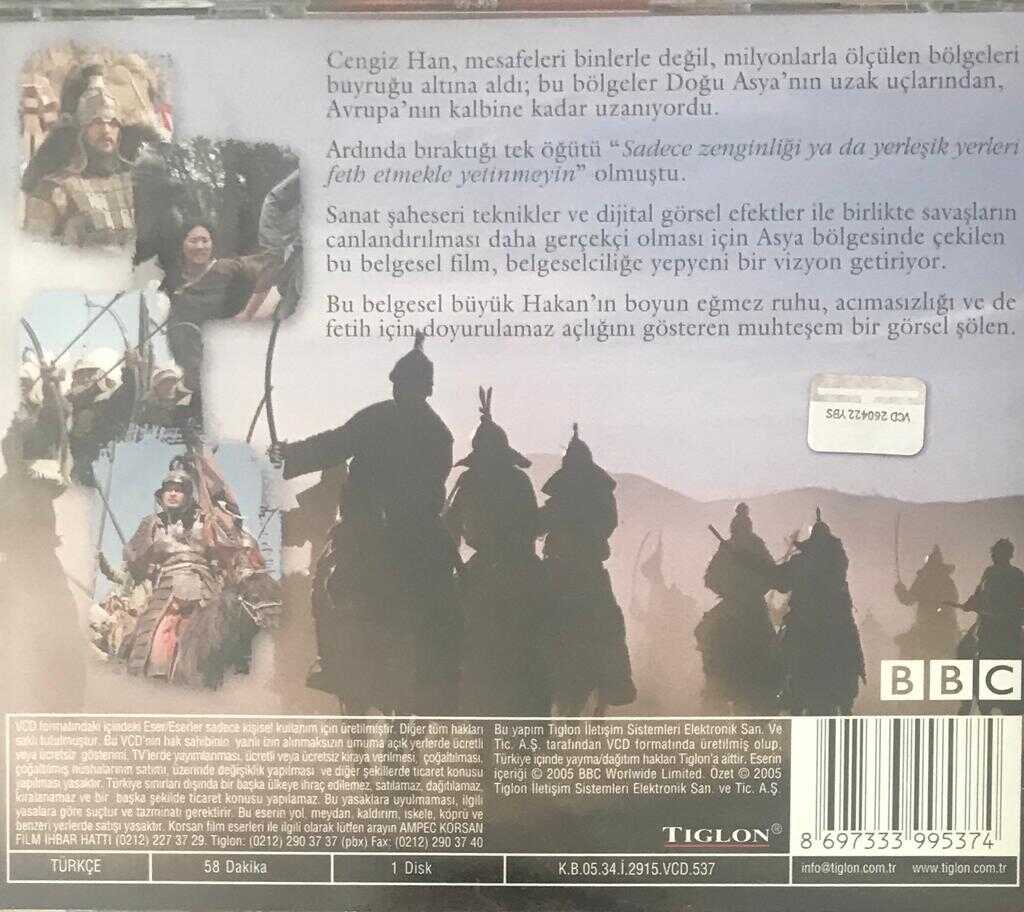 Cengiz Han, mesafeleri binlerle değil, milyonlarla ölçülen bölgeleri
buyruğu altına aldı; bu bölgeler Doğu Asya'nın uzak uçlarından,
Avrupa'nın kalbine kadar uzanıyordu.
Ardında bıraktığı tek öğütü "Sadece zenginliği ya da yerleşik yerleri
feth etmekle yetinmeyin" olmuştu.
Sanat şaheseri teknikler ve dijital görsel efektler ile birlikte savaşların
canlandırılması daha gerçekçi olması için Asya bölgesinde çekilen
bu belgesel film, belgeselciliğe yepyeni bir vizyon getiriyor.
Bu belgesel büyük Hakan'ın boyun eğmez ruhu, acımasızlığı ve de
fetih için doyurulamaz açlığını gösteren muhteşem bir görsel şölen.
VCD 260422 YBS
BBC
VCD formatındaki içindeki Eser/Eserler sadece kişisel kullanım için üretilmiştir. Diğer tüm hakları
saklı tutulmuştur. Bu VCD'nin hak sahibinin yazılı izin alınmaksızın umuma açık yerlerde ücretli
veya ücretsiz gösterimi, TV'lerde yayımlanması, ücretli veya ücretsiz kiraya verilmesi, çoğaltılması,
çoğaltılmış nüshalarının satımı, üzerinde değişiklik yapılması ve diğer şekillerde ticaret konusu
yapılması yasaktır. Türkiye sınırları dışında bir başka ülkeye ihraç edilemez, satılamaz, dağıtılamaz,
kiralanamaz ve bir başka şekilde ticaret konusu yapılamaz. Bu yasaklara uyulmaması, ilgili
yasalara göre suçtur ve tazminatı gerektirir. Bu eserin yol, meydan, kaldırım, iskele, köprü ve
benzeri yerlerde satışı yasaktır. Korsan film eserleri ile ilgili olarak lütfen arayın AMPEC KORSAN
FİLM İHBAR HATTI (0212) 227 37 29. Tiglon: (0212) 290 37 37 (pbx) Fax: (0212) 290 37 40
Bu yapım Tiglon İletişim Sistemleri Elektronik San. Ve
Tic. A.Ş. tarafından VCD formatında üretilmiş olup,
Türkiye içinde yayma/dağıtım hakları Tiglon'a aittir. Eserin
içeriği © 2005 BBC Worlwide Limited. Özet © 2005
Tiglon İletişim Sistemleri Elektronik San. ve Tic. A.Ş.
TIGLON®
8 697333 995374
TÜRKÇE
58 Dakika
1 Disk
K.B.05.34.İ.2915.VCD.537
info@tiglon.com.tr www.tiglon.com.tr